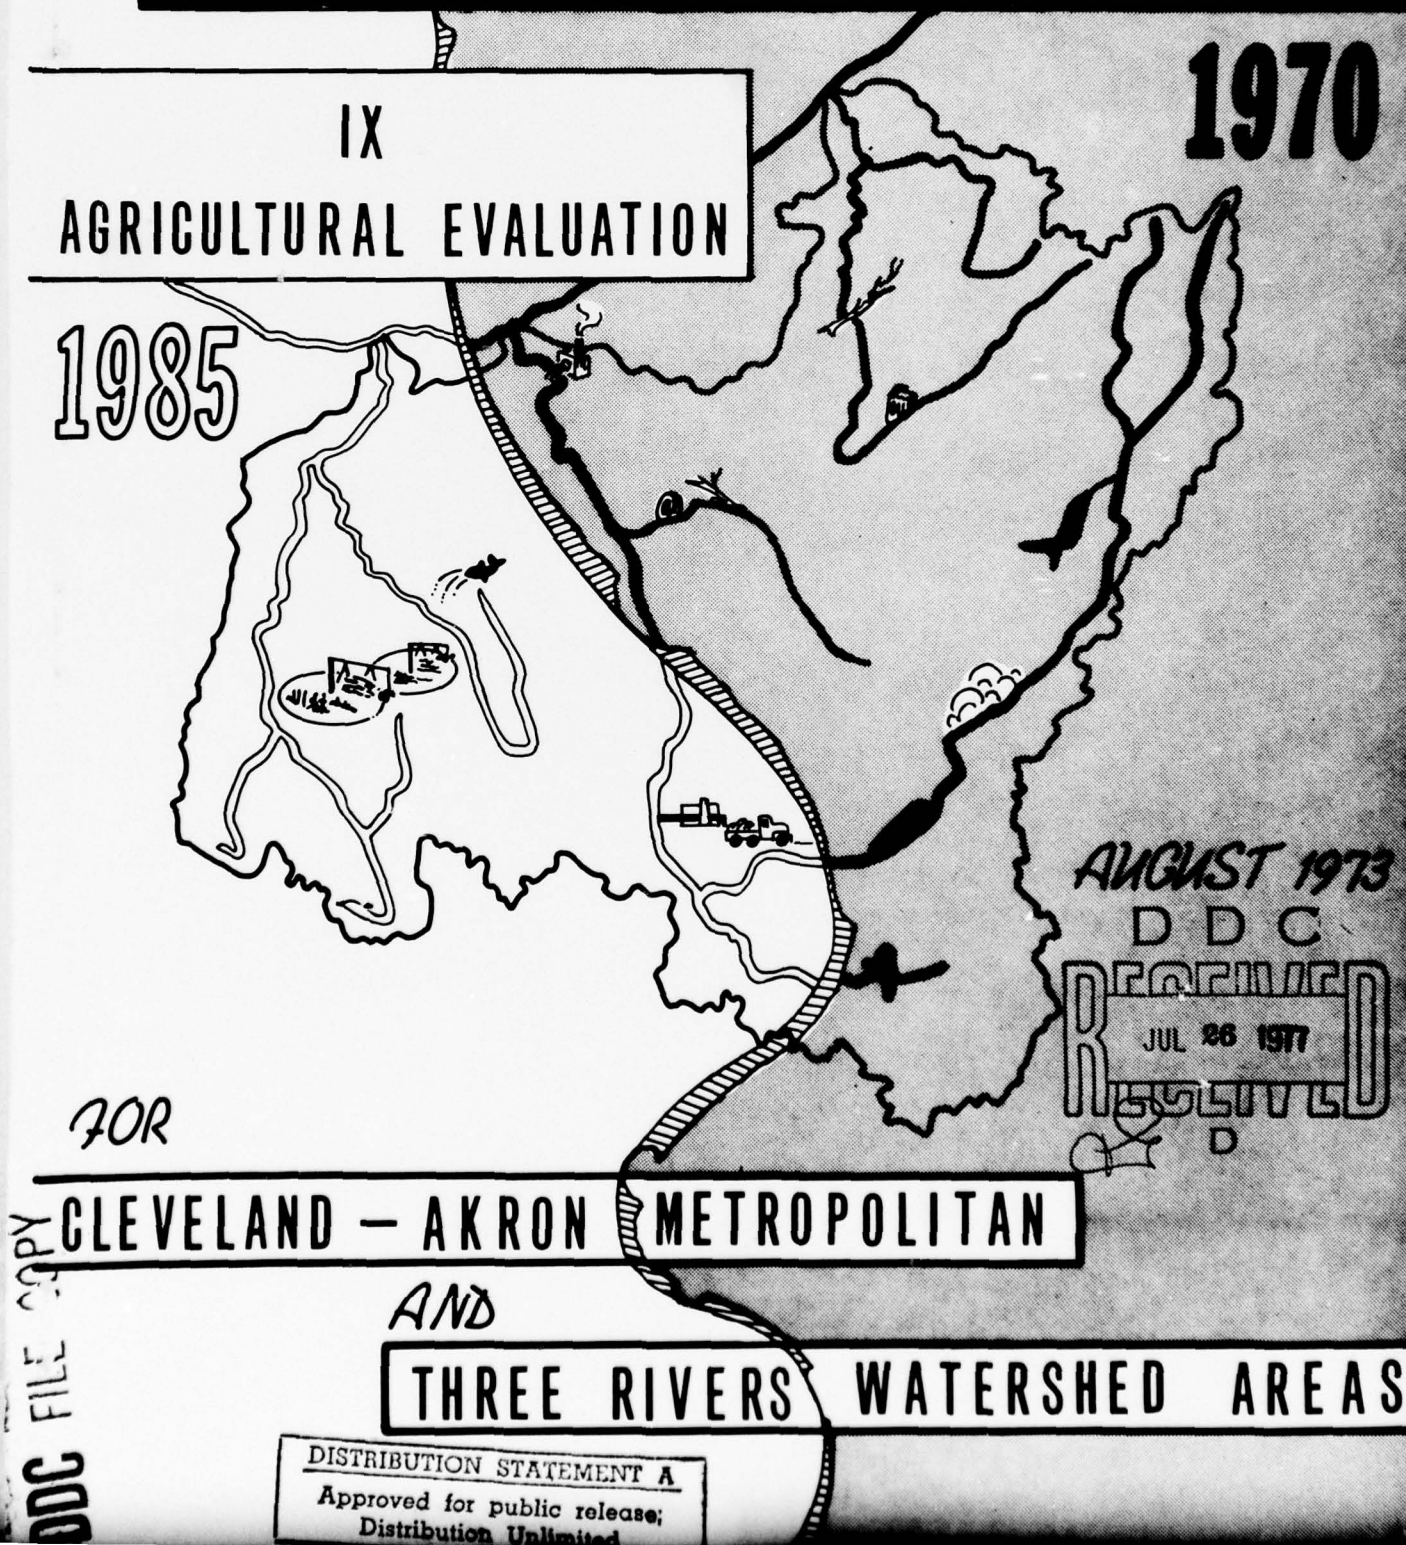 1970
IX
AGRICULTURAL EVALUATION
1985
AUGUST 1973
DDC
RECEIVED
JUL 26 1977
RECEIVED
D
FOR
CLEVELAND — AKRON METROPOLITAN
AND
THREE RIVERS WATERSHED AREAS
DDC FILE COPY
DISTRIBUTION STATEMENT A
Approved for public release;
Distribution Unlimited